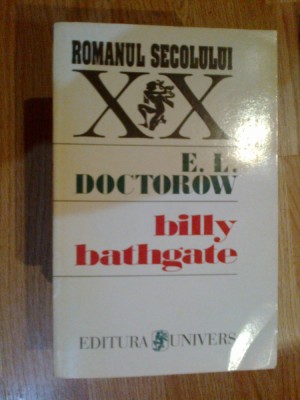 ROMANUL SECOLULUI
XX
E. L.
DOCTOROW
billy
bathgate
EDITURA UNIVERS